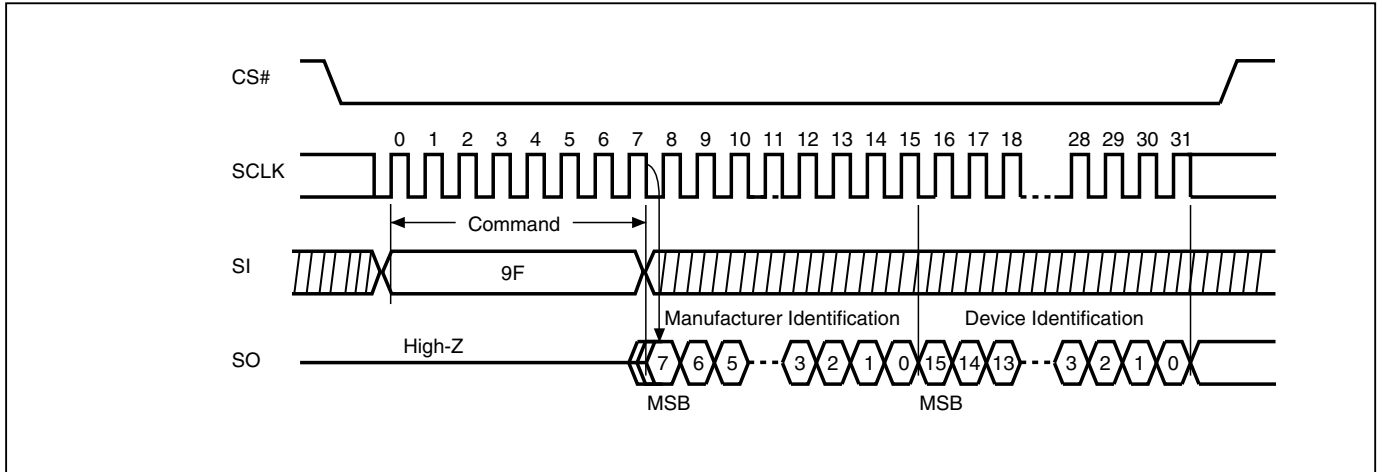 CS#
0 1 2 3 4 5 6 7 8 9 10 11 12 13 14 15 16 17 18 28 29 30 31
SCLK
Command
SI
9F
Manufacturer Identification Device Identification
High-Z
SO
7 6 5 3 2 1 0 15 14 13 3 2 1 0
MSB MSB